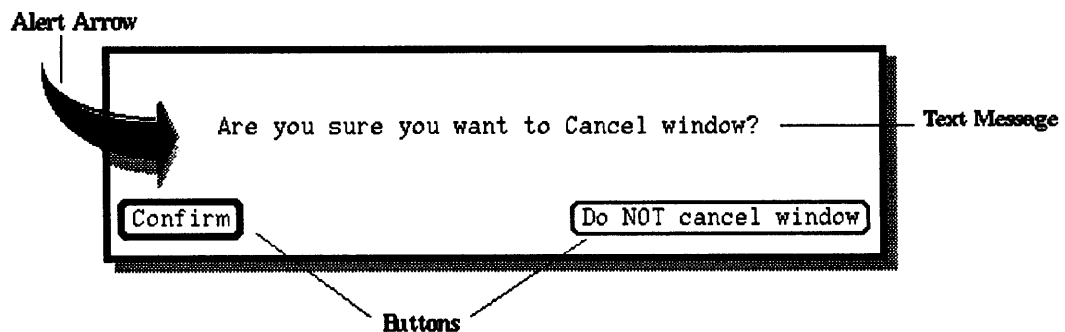 Alert Arrow
Are you sure you want to Cancel window?
Text Message
Confirm
Do NOT cancel window
Buttons